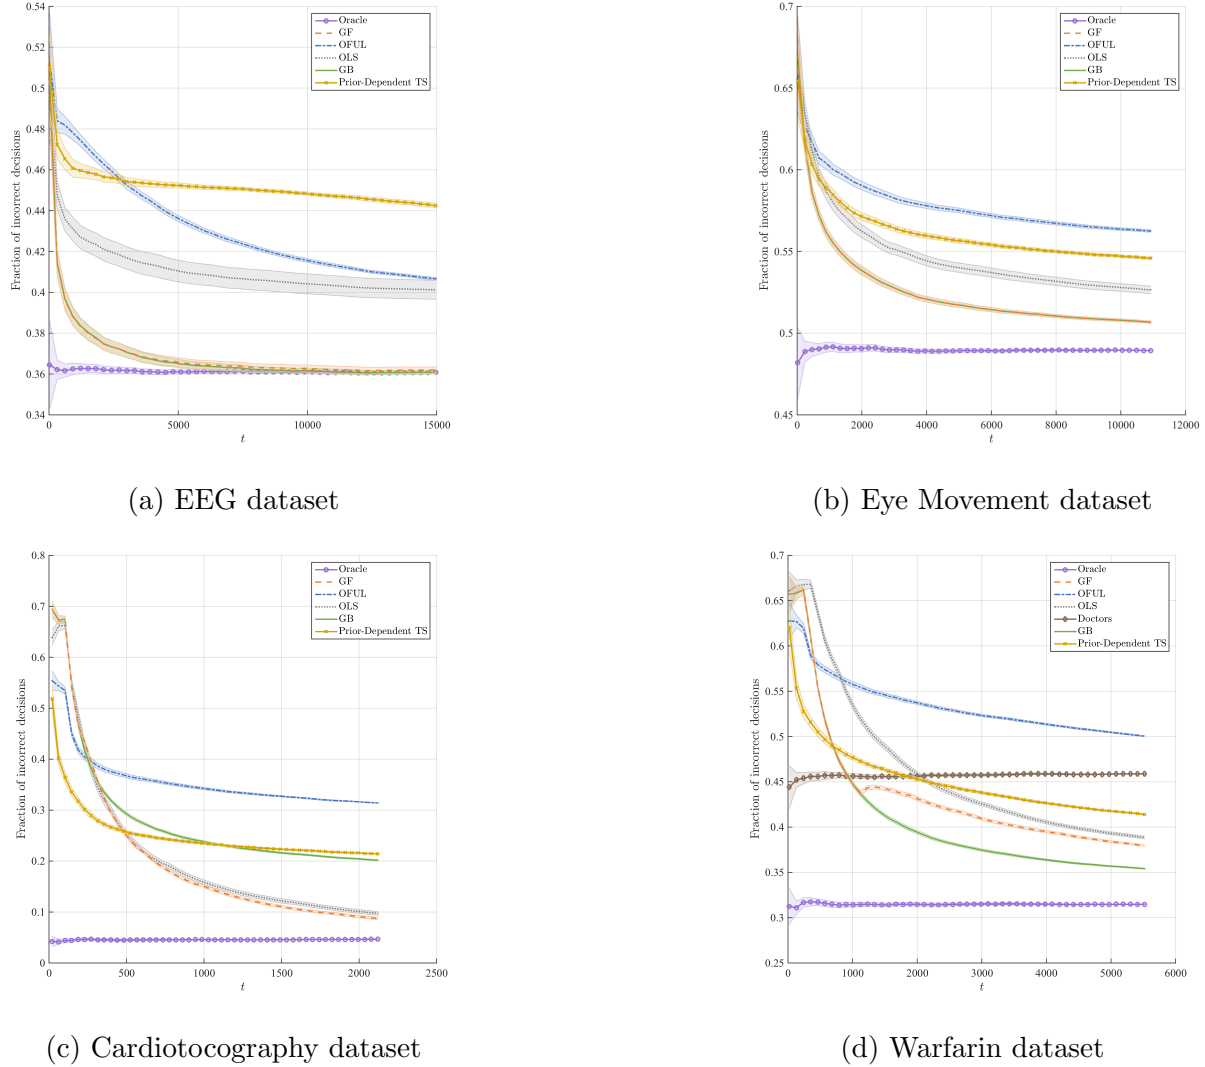 0.54
0.52
0.5
0.48
0.46
0.44
0.42
0.4
0.38
0.36
0.34
Fraction of incorrect decisions
0 5000 10000 15000
t
Oracle
GF
OFUL
OLS
GB
Prior-Dependent TS
(a) EEG dataset
0.7
0.65
0.6
0.55
0.5
0.45
Fraction of incorrect decisions
0 2000 4000 6000 8000 10000 12000
t
Oracle
GF
OFUL
OLS
GB
Prior-Dependent TS
(b) Eye Movement dataset
0.8
0.7
0.6
0.5
0.4
0.3
0.2
0.1
0
Fraction of incorrect decisions
0 500 1000 1500 2000 2500
t
Oracle
GF
OFUL
OLS
GB
Prior-Dependent TS
(c) Cardiotocography dataset
0.7
0.65
0.6
0.55
0.5
0.45
0.4
0.35
0.3
0.25
Fraction of incorrect decisions
0 1000 2000 3000 4000 5000 6000
t
Oracle
GF
OFUL
OLS
Doctors
GB
Prior-Dependent TS
(d) Warfarin dataset